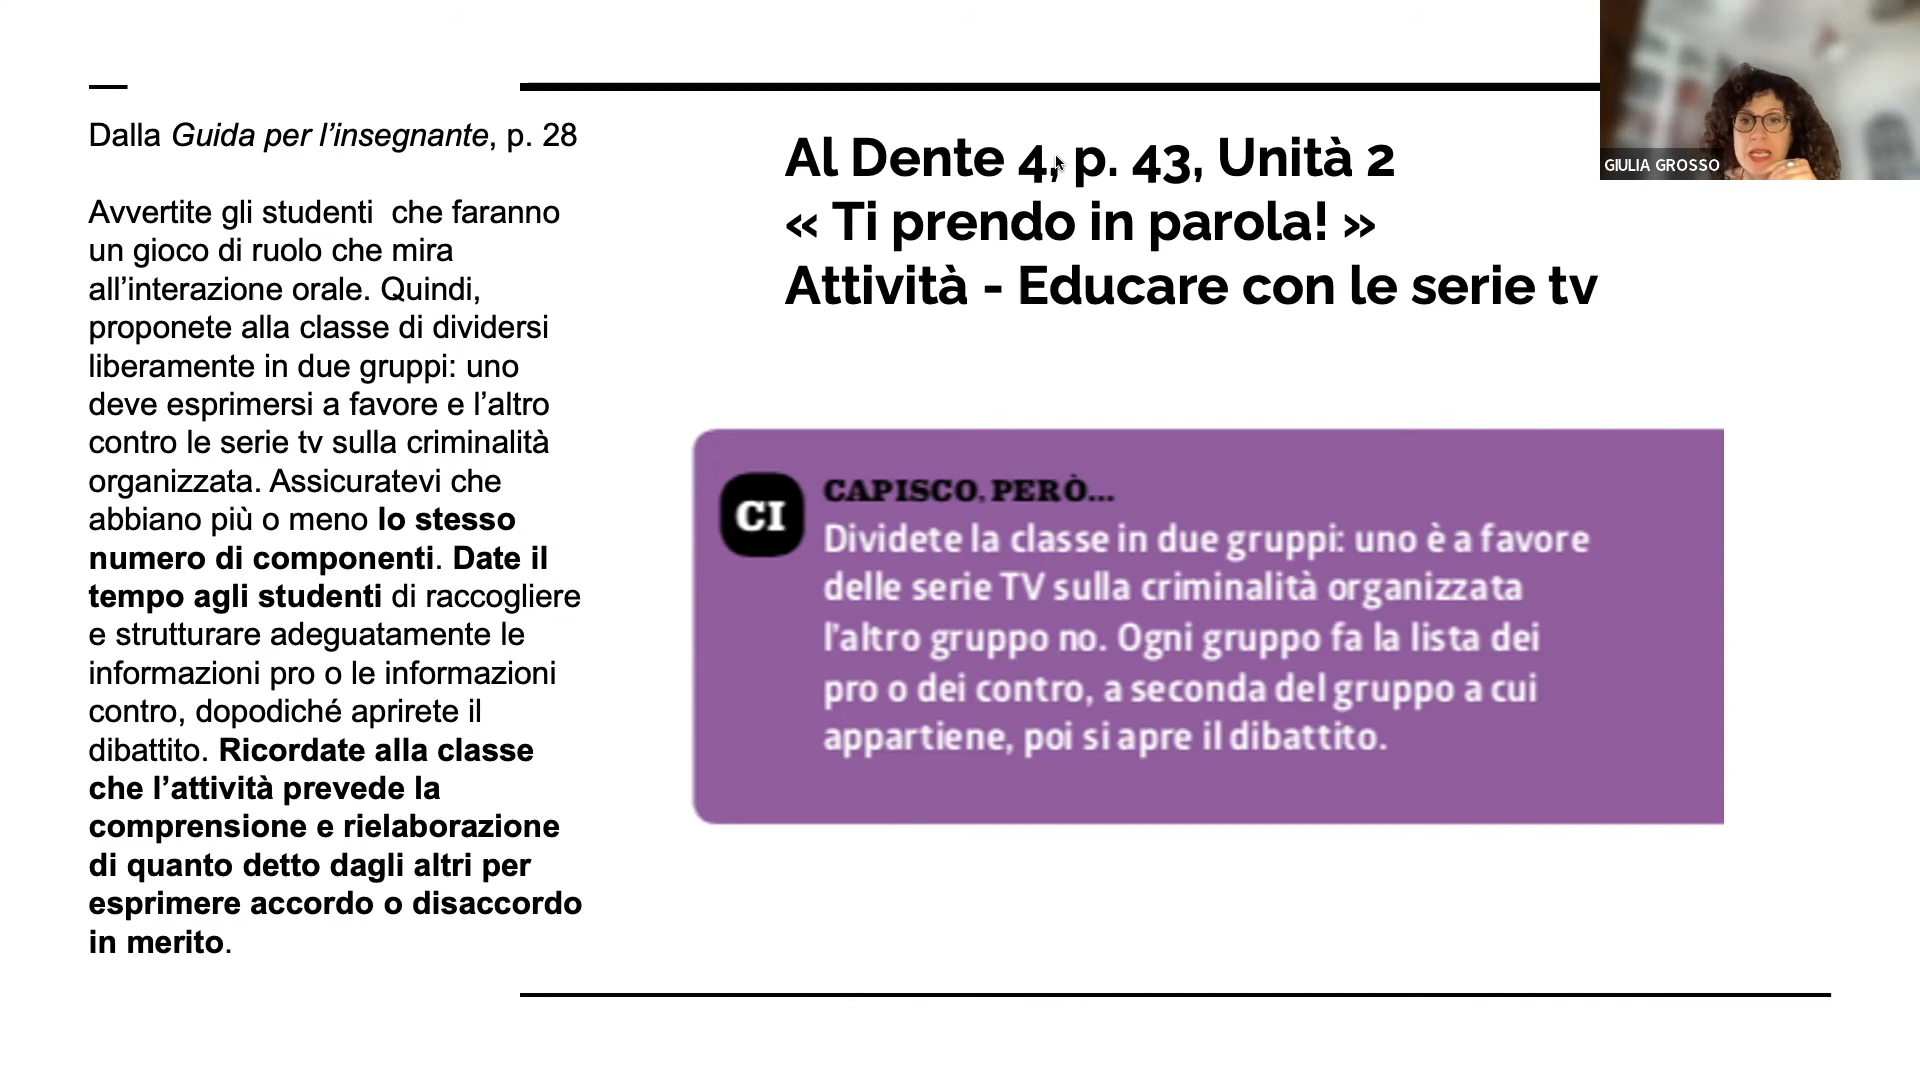 Dalla Guida per l’insegnante, p. 28
Avvertite gli studenti  che faranno
un gioco di ruolo che mira
all’interazione orale. Quindi,
proponete alla classe di dividersi
liberamente in due gruppi: uno
deve esprimersi a favore e l’altro
contro le serie tv sulla criminalità
organizzata. Assicuratevi che
abbiano più o meno lo stesso
numero di componenti. Date il
tempo agli studenti di raccogliere
e strutturare adeguatamente le
informazioni pro o le informazioni
contro, dopodiché aprirete il
dibattito. Ricordate alla classe
che l’attività prevede la
comprensione e rielaborazione
di quanto detto dagli altri per
esprimere accordo o disaccordo
in merito.
Al Dente 4, p. 43, Unità 2
« Ti prendo in parola! »
Attività - Educare con le serie tv
CI
CAPISCO, PERÒ...
Dividete la classe in due gruppi: uno è a favore
delle serie TV sulla criminalità organizzata
l'altro gruppo no. Ogni gruppo fa la lista dei
pro o dei contro, a seconda del gruppo a cui
appartiene, poi si apre il dibattito.
GIULIA GROSSO